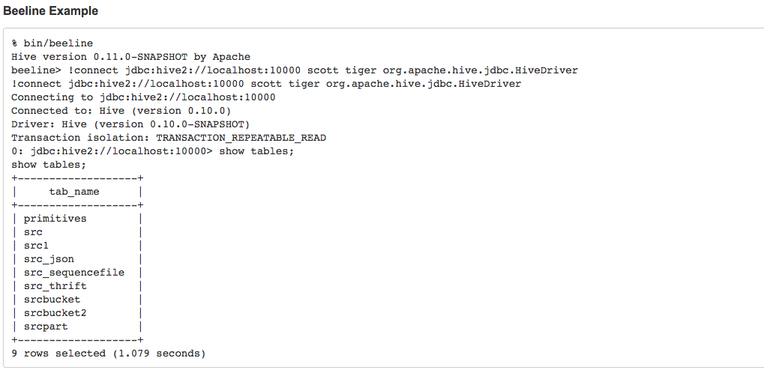 Beeline Example
% bin/beeline
Hive version 0.11.0-SNAPSHOT by Apache
beeline> !connect jdbc:hive2://localhost:10000 scott tiger org.apache.hive.jdbc.HiveDriver
!connect jdbc:hive2://localhost:10000 scott tiger org.apache.hive.jdbc.HiveDriver
Connecting to jdbc:hive2://localhost:10000
Connected to: Hive (version 0.10.0)
Driver: Hive (version 0.10.0-SNAPSHOT)
Transaction isolation: TRANSACTION_REPEATABLE_READ
0: jdbc:hive2://localhost:10000> show tables;
show tables;
+-------------------+
|     tab_name      |
+-------------------+
| primitives        |
| src               |
| src1              |
| src_json          |
| src_sequencefile  |
| src_thrift        |
| srcbucket         |
| srcbucket2        |
| srcpart           |
+-------------------+
9 rows selected (1.079 seconds)